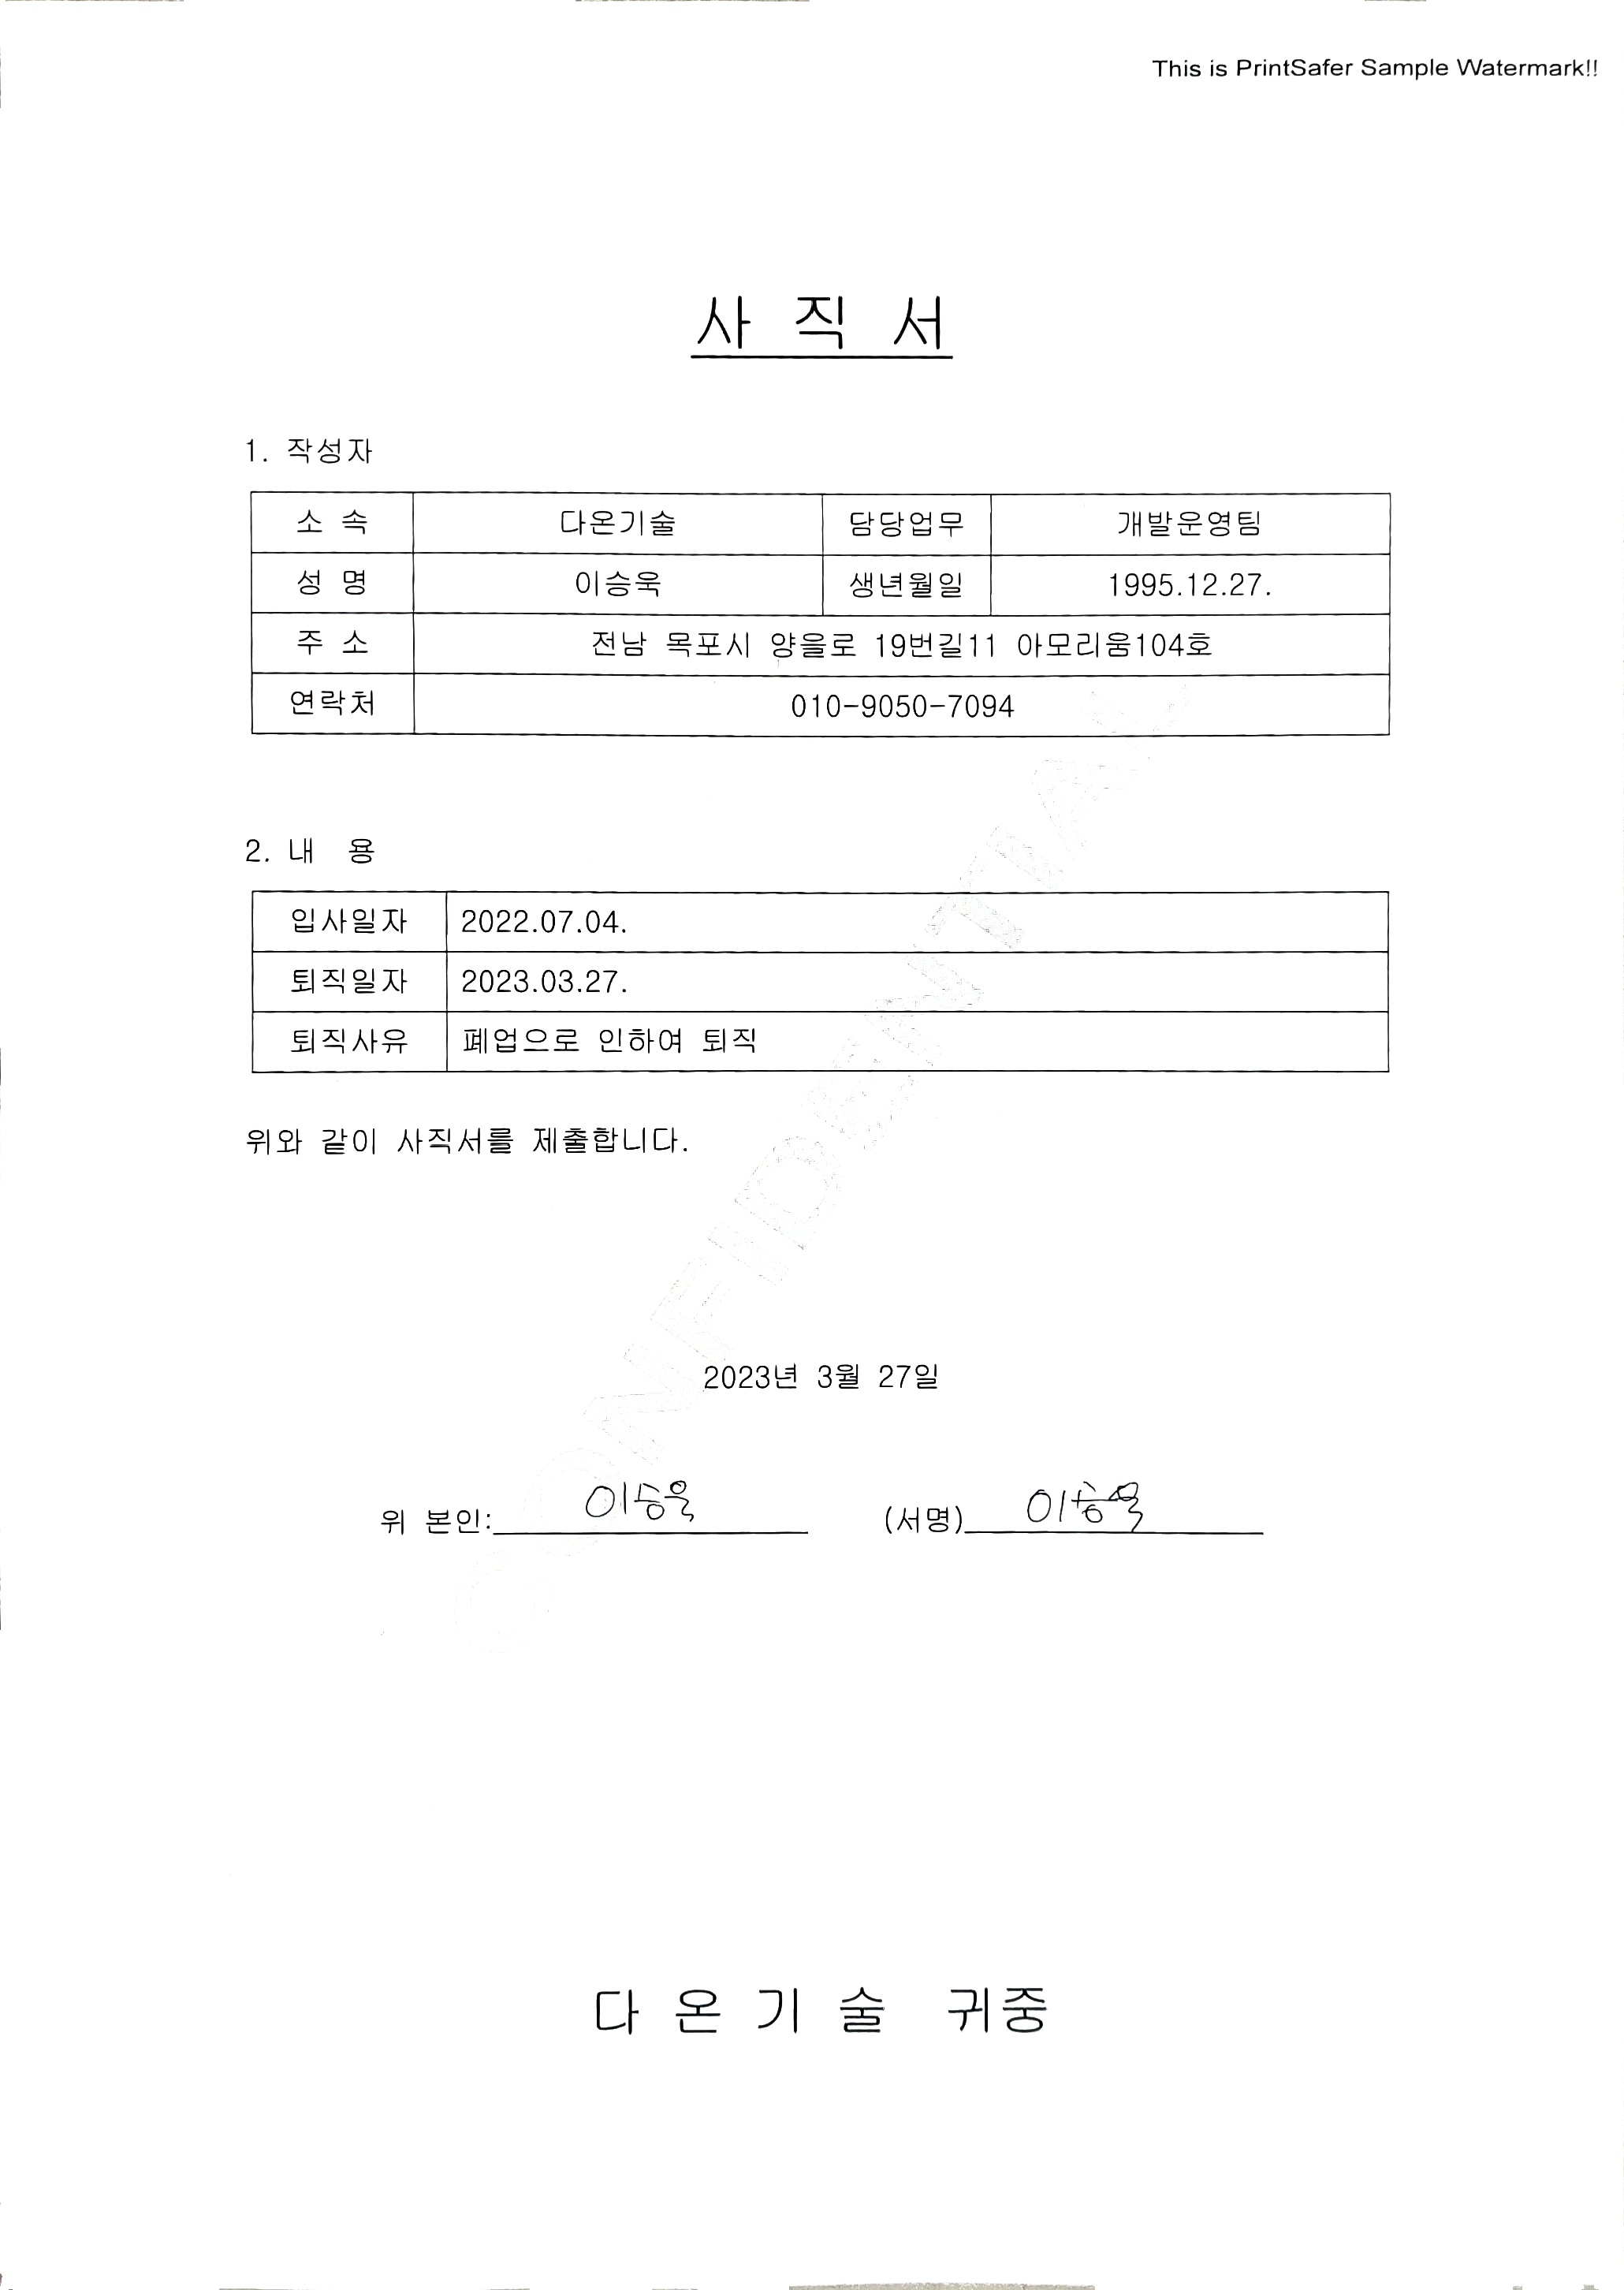 This is PrintSafer Sample Watermark!!
사 직 서
1. 작성자
소 속 다온기술 담당업무 개발운영팀
성 명 이승욱 생년월일 1995.12.27.
주 소 전남 목포시 양을로 19번길11 아모리움104호
연락처 010-9050-7094
2. 내 용
입사일자 2022.07.04.
퇴직일자 2023.03.27.
퇴직사유 폐업으로 인하여 퇴직
위와 같이 사직서를 제출합니다.
CONFIDENTIAL
2023년 3월 27일
위 본인: 이승욱 (서명) 이승욱
다 온 기 술 귀중